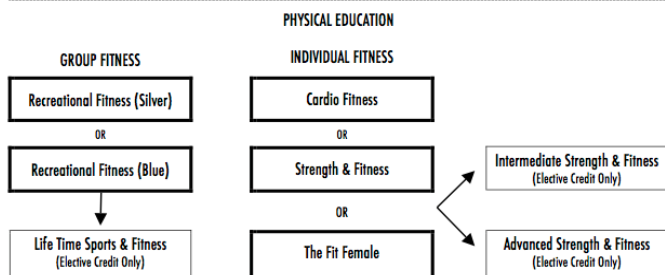 PHYSICAL EDUCATION
GROUP FITNESS
INDIVIDUAL FITNESS
Recreational Fitness (Silver)
Cardio Fitness
OR
OR
Recreational Fitness (Blue)
Strength & Fitness
Intermediate Strength & Fitness
(Elective Credit Only)
OR
Life Time Sports & Fitness
(Elective Credit Only)
The Fit Female
Advanced Strength & Fitness
(Elective Credit Only)